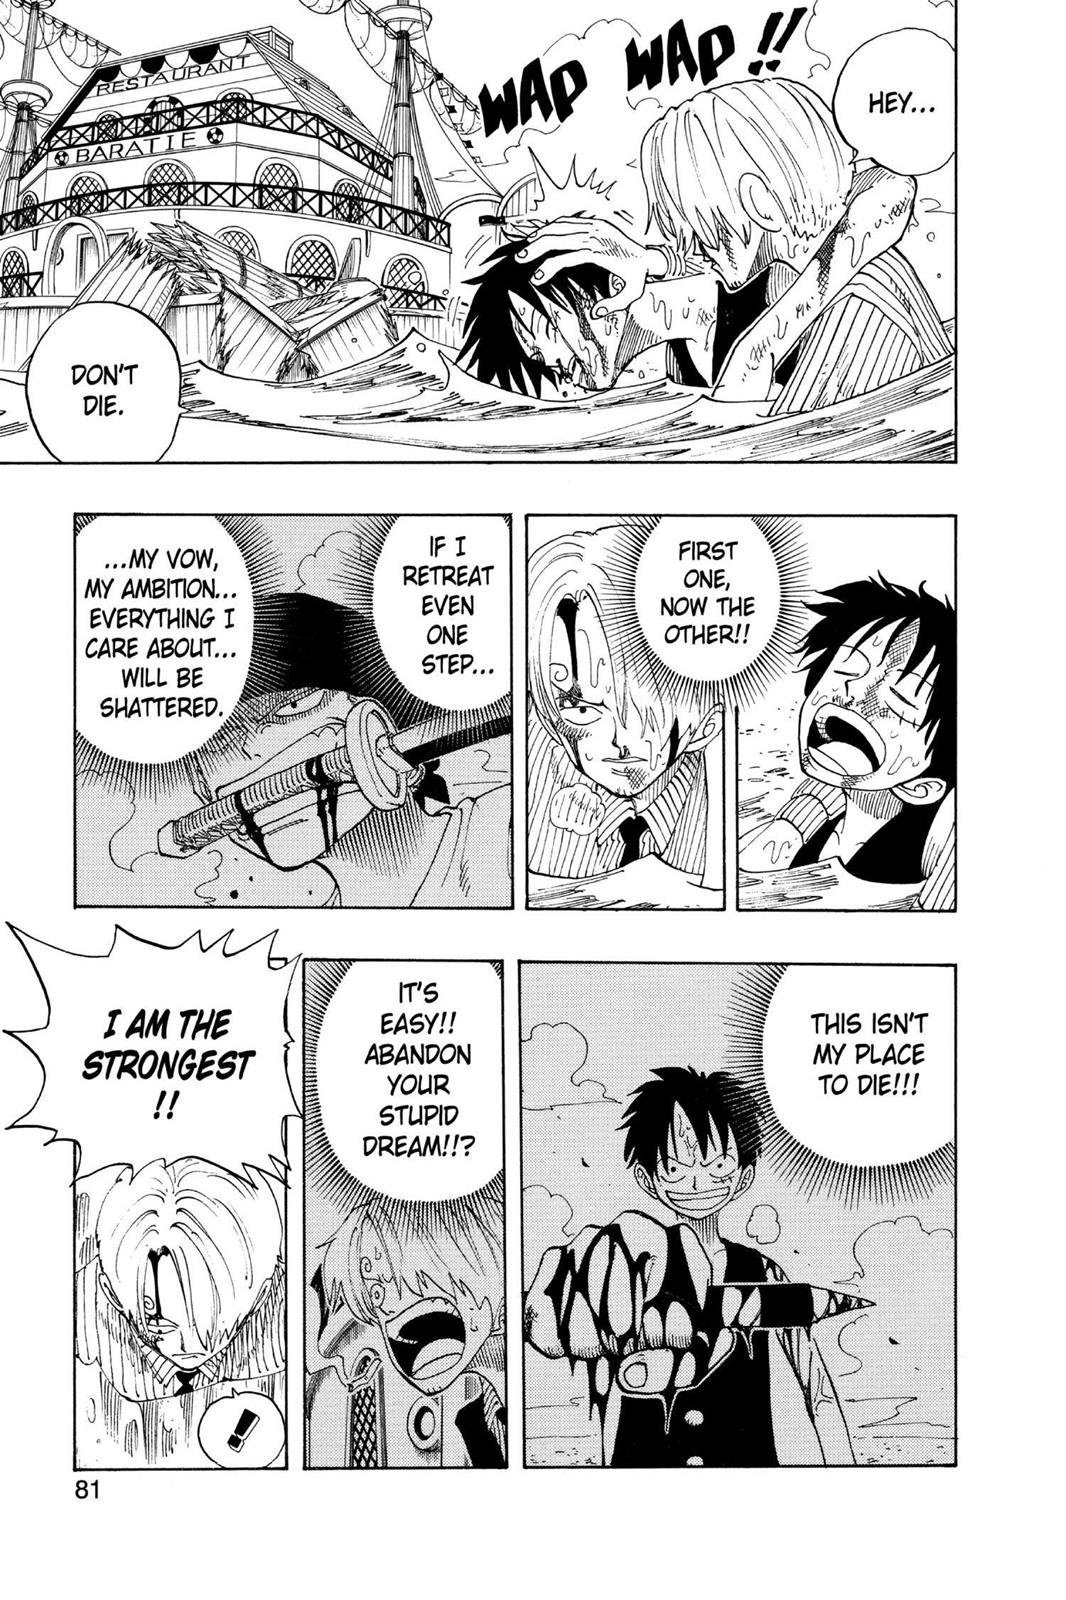 HEY...
WAP WAP!!
RESTAURANT
BARATIE
DON'T
DIE.
FIRST
ONE,
NOW THE
OTHER!!
IF I
RETREAT
EVEN
ONE
STEP...
...MY VOW,
MY AMBITION...
EVERYTHING I
CARE ABOUT...
WILL BE
SHATTERED.
THIS ISN'T
MY PLACE
TO DIE!!!
IT'S
EASY!!
ABANDON
YOUR
STUPID
DREAM!!?
I AM THE
STRONGEST
!!
!
81